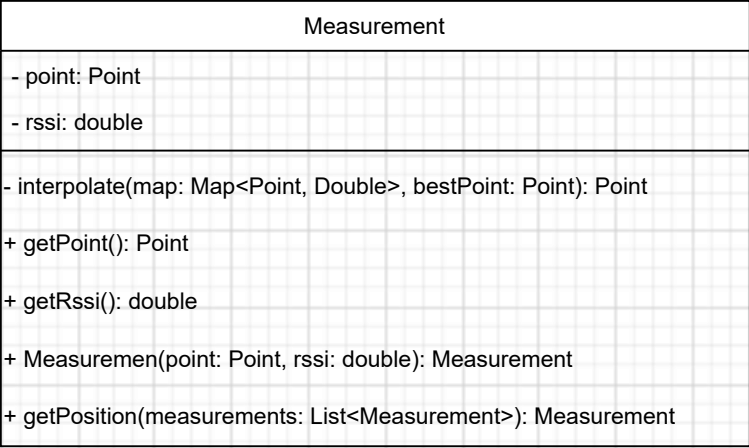 Measurement
- point: Point
- rssi: double
- interpolate(map: Map<Point, Double>, bestPoint: Point): Point
+ getPoint(): Point
+ getRssi(): double
+ Measuremen(point: Point, rssi: double): Measurement
+ getPosition(measurements: List<Measurement>): Measurement